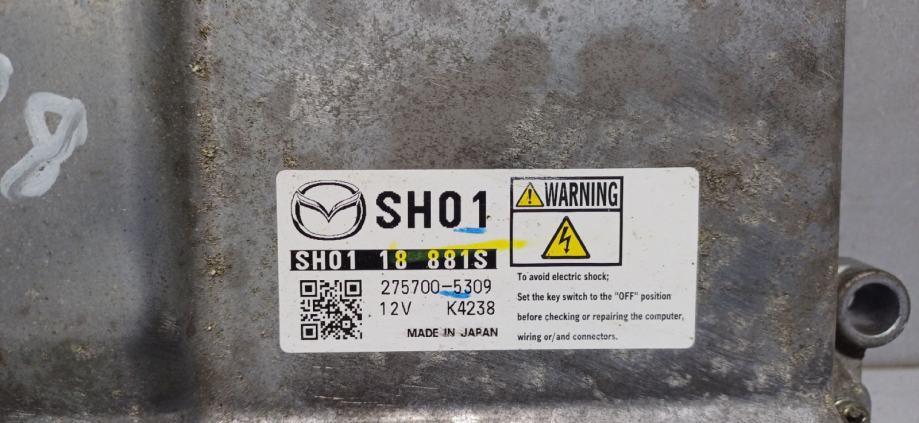 8
SH01
SH01 18 881S
275700-5309
12V K4238
MADE IN JAPAN
WARNING
To avoid electric shock;
Set the key switch to the "OFF" position
before checking or repairing the computer,
wiring or/and connectors.